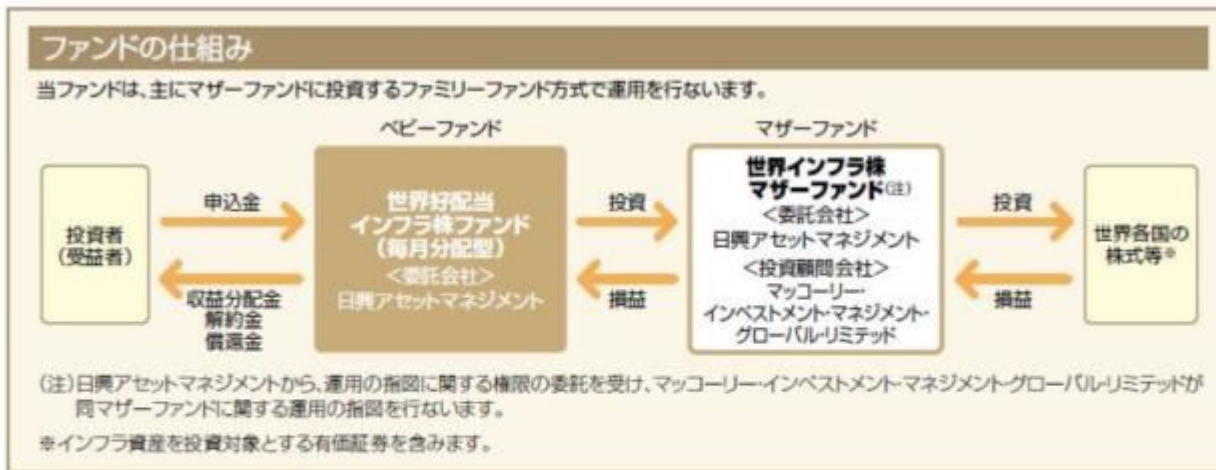 ファンドの仕組み
当ファンドは、主にマザーファンドに投資するファミリーファンド方式で運用を行ないます。
ベビーファンド
マザーファンド
投資者
(受益者)
申込金
収益分配金
解約金
償還金
世界好配当
インフラ株ファンド
(毎月分配型)
<委託会社>
日興アセットマネジメント
投資
損益
世界インフラ株
マザーファンド(注)
<委託会社>
日興アセットマネジメント
<投資顧問会社>
マッコーリー・
インベストメント・マネジメント・
グローバル・リミテッド
投資
損益
世界各国の
株式等※
(注)日興アセットマネジメントから、運用の指図に関する権限の委託を受け、マッコーリー・インベストメント・マネジメント・グローバル・リミテッドが
同マザーファンドに関する運用の指図を行ないます。
※インフラ資産を投資対象とする有価証券を含みます。